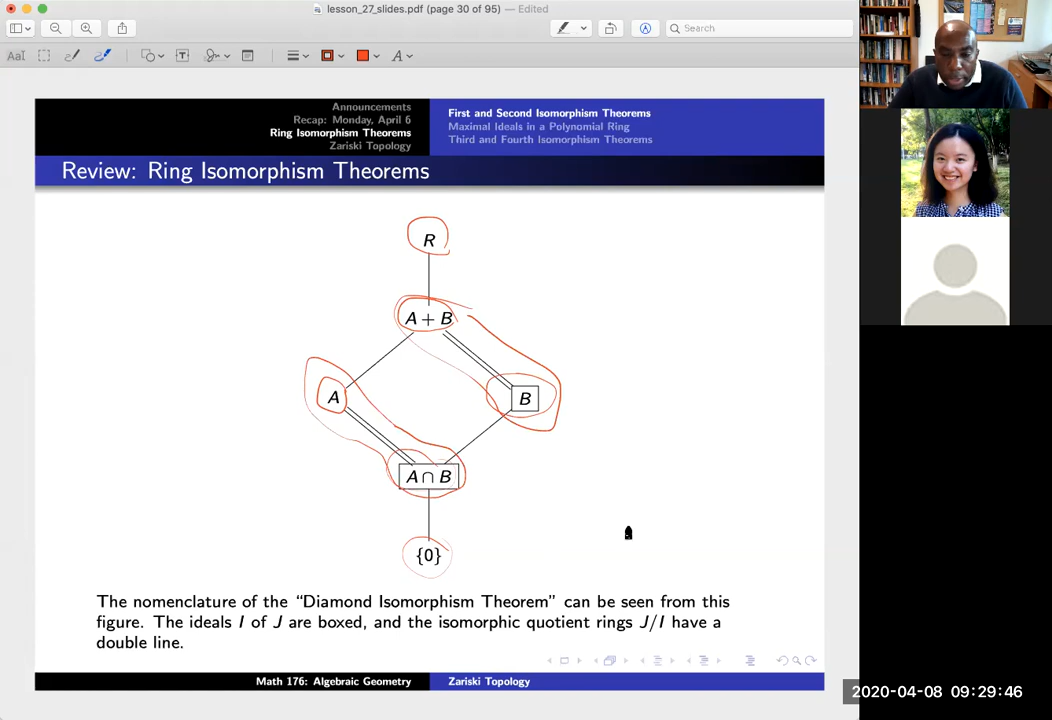 lesson_27_slides.pdf (page 30 of 95) — Edited
Search
Announcements
Recap: Monday, April 6
Ring Isomorphism Theorems
Zariski Topology
First and Second Isomorphism Theorems
Maximal Ideals in a Polynomial Ring
Third and Fourth Isomorphism Theorems
Review: Ring Isomorphism Theorems
R
A + B
A
B
A ∩ B
{0}
The nomenclature of the “Diamond Isomorphism Theorem” can be seen from this
figure. The ideals I of J are boxed, and the isomorphic quotient rings J/I have a
double line.
Math 176: Algebraic Geometry
Zariski Topology
2020-04-08 09:29:46